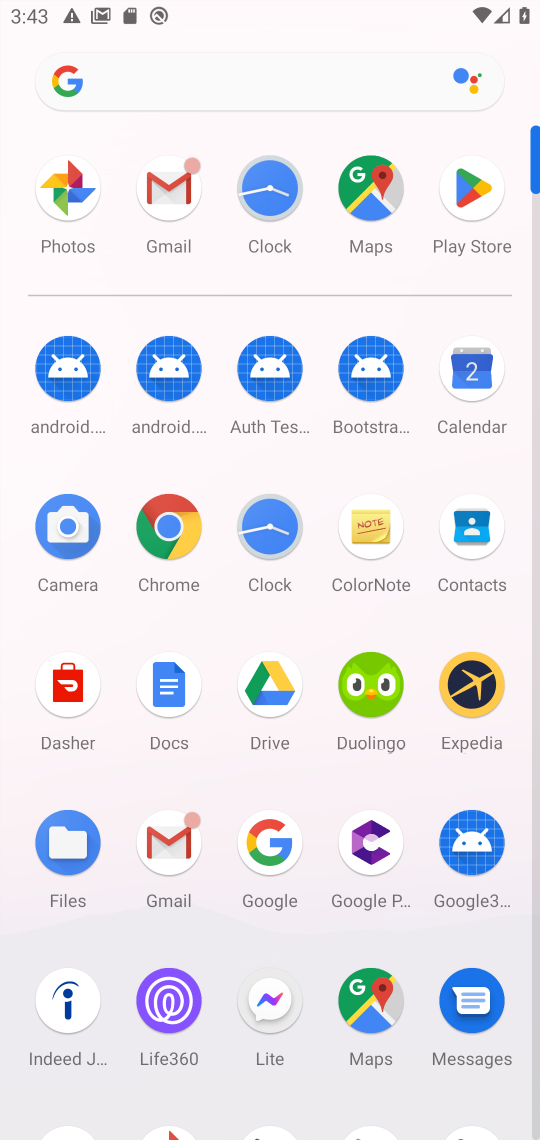 3:43
Photos Gmail Clock Maps Play Store
android.... android.... Auth Tes... Bootstra... 2 Calendar
NOTE
Camera Chrome Clock ColorNote Contacts
Dasher Docs Drive Duolingo Expedia
Files Gmail Google Google P... Google3...
Indeed J... Life360 Lite Maps Messages